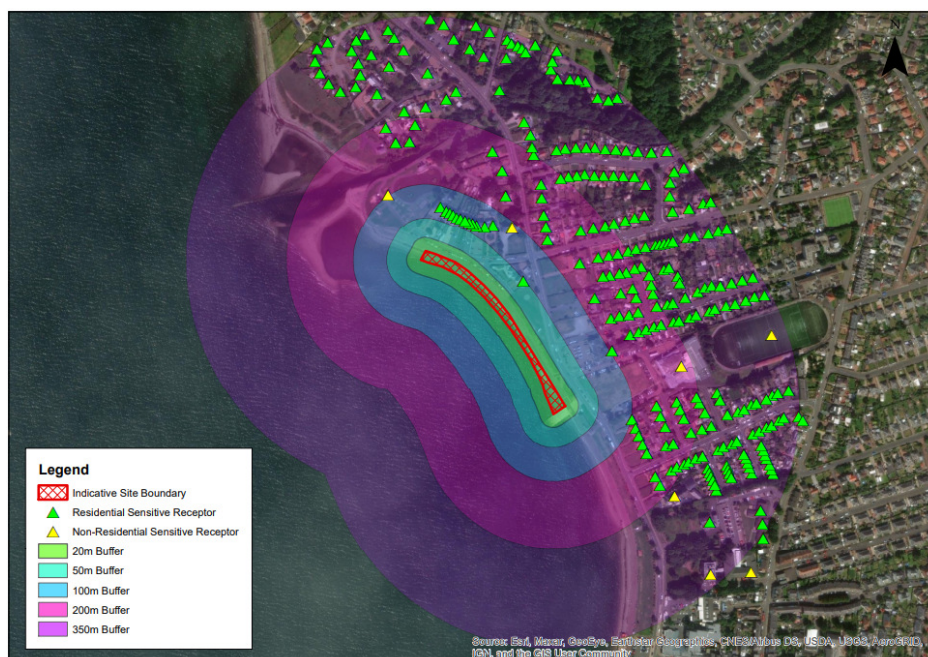 N
Legend
Indicative Site Boundary
Residential Sensitive Receptor
Non-Residential Sensitive Receptor
20m Buffer
50m Buffer
100m Buffer
200m Buffer
350m Buffer
Source: Esri, Maxar, GeoEye, Earthstar Geographics, CNES/Airbus DS, USDA, USGS, AeroGRID,
IGN, and the GIS User Community